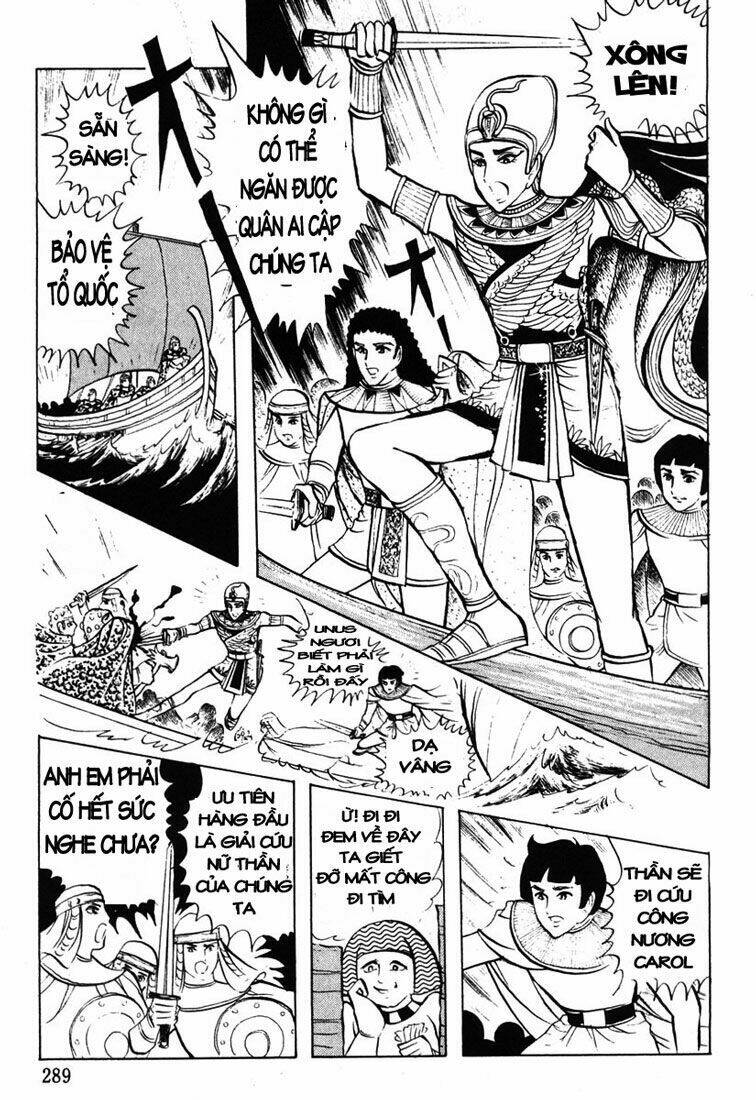 XÔNG
LÊN!
KHÔNG GÌ
CÓ THỂ
NGĂN ĐƯỢC
QUÂN AI CẬP
CHÚNG TA
SẴN
SÀNG!
BẢO VỆ
TỔ QUỐC
UNUS
NGƯƠI
BIẾT PHẢI
LÀM GÌ
RỒI ĐẤY
DẠ
VÂNG
ANH EM PHẢI
CỐ HẾT SỨC
NGHE CHƯA?
ƯU TIÊN
HÀNG ĐẦU
LÀ GIẢI CỨU
NỮ THẦN
CỦA CHÚNG
TA
Ừ! ĐI ĐI
ĐEM VỀ ĐÂY
TA GIẾT
ĐỠ MẤT CÔNG
ĐI TÌM
THẦN SẼ
ĐI CỨU
CÔNG
NƯƠNG
CAROL
289